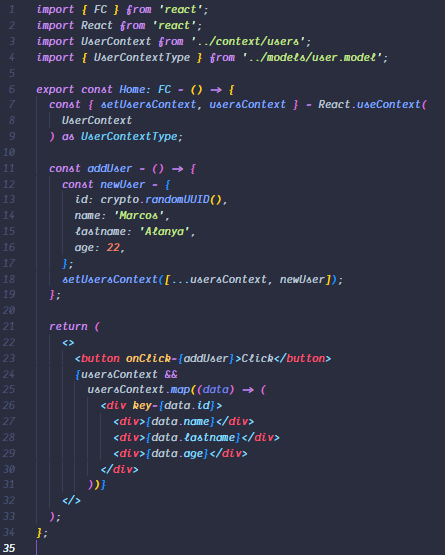 1 import { FC } from 'react';
2 import React from 'react';
3 import UserContext from '../context/users';
4 import { UserContextType } from '../models/user.model';
5
6 export const Home: FC = () => {
7 const { setUsersContext, usersContext } = React.useContext(
8 UserContext
9 ) as UserContextType;
10
11 const addUser = () => {
12 const newUser = {
13 id: crypto.randomUUID(),
14 name: 'Marcos',
15 lastname: 'Alanya',
16 age: 22,
17 };
18 setUsersContext([...usersContext, newUser]);
19 };
20
21 return (
22 <>
23 <button onClick={addUser}>Click</button>
24 {usersContext &&
25 usersContext.map((data) => (
26 <div key={data.id}>
27 <div>{data.name}</div>
28 <div>{data.lastname}</div>
29 <div>{data.age}</div>
30 </div>
31 ))}
32 </>
33 );
34 };
35